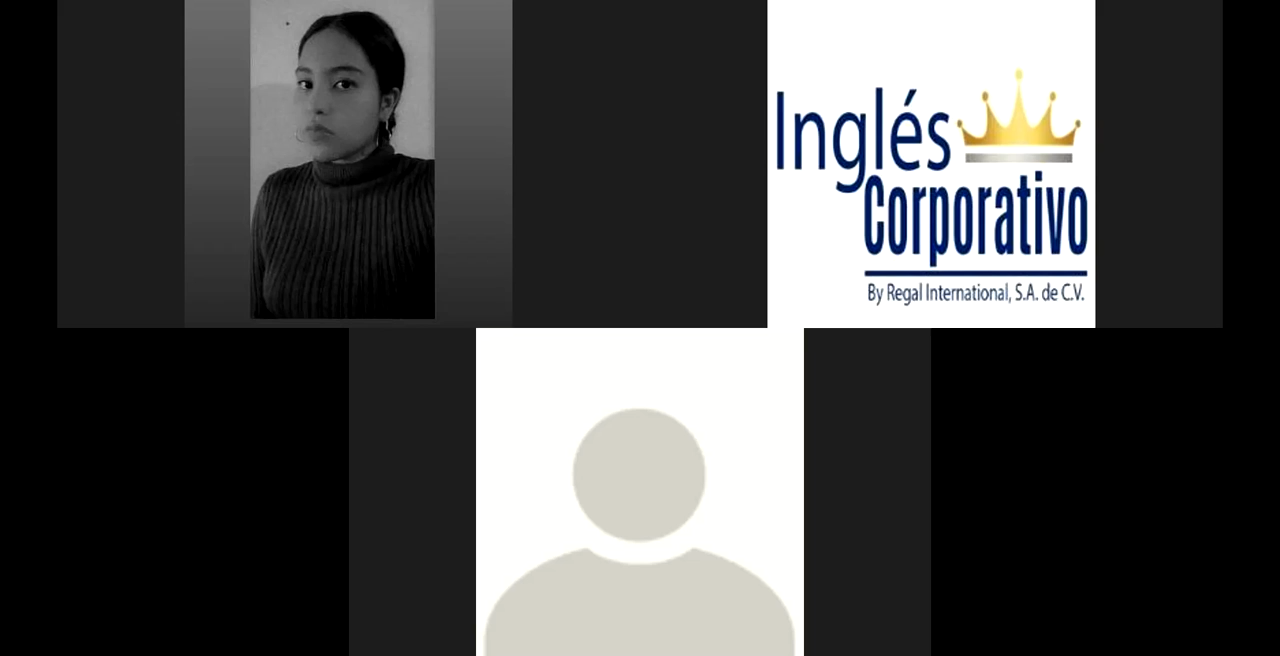 Inglés
Corporativo
By Regal International, S.A. de C.V.